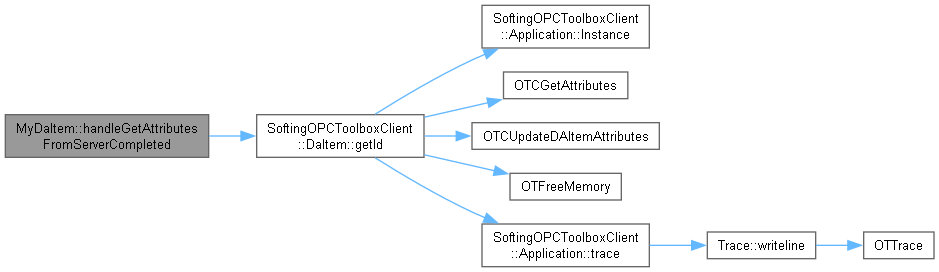 MyDaItem::handleGetAttributes
FromServerCompleted
SoftingOPCToolboxClient
::DaItem::getId
SoftingOPCToolboxClient
::Application::Instance
OTCGetAttributes
OTCUpdateDAItemAttributes
OTFreeMemory
SoftingOPCToolboxClient
::Application::trace
Trace::writeline
OTTrace